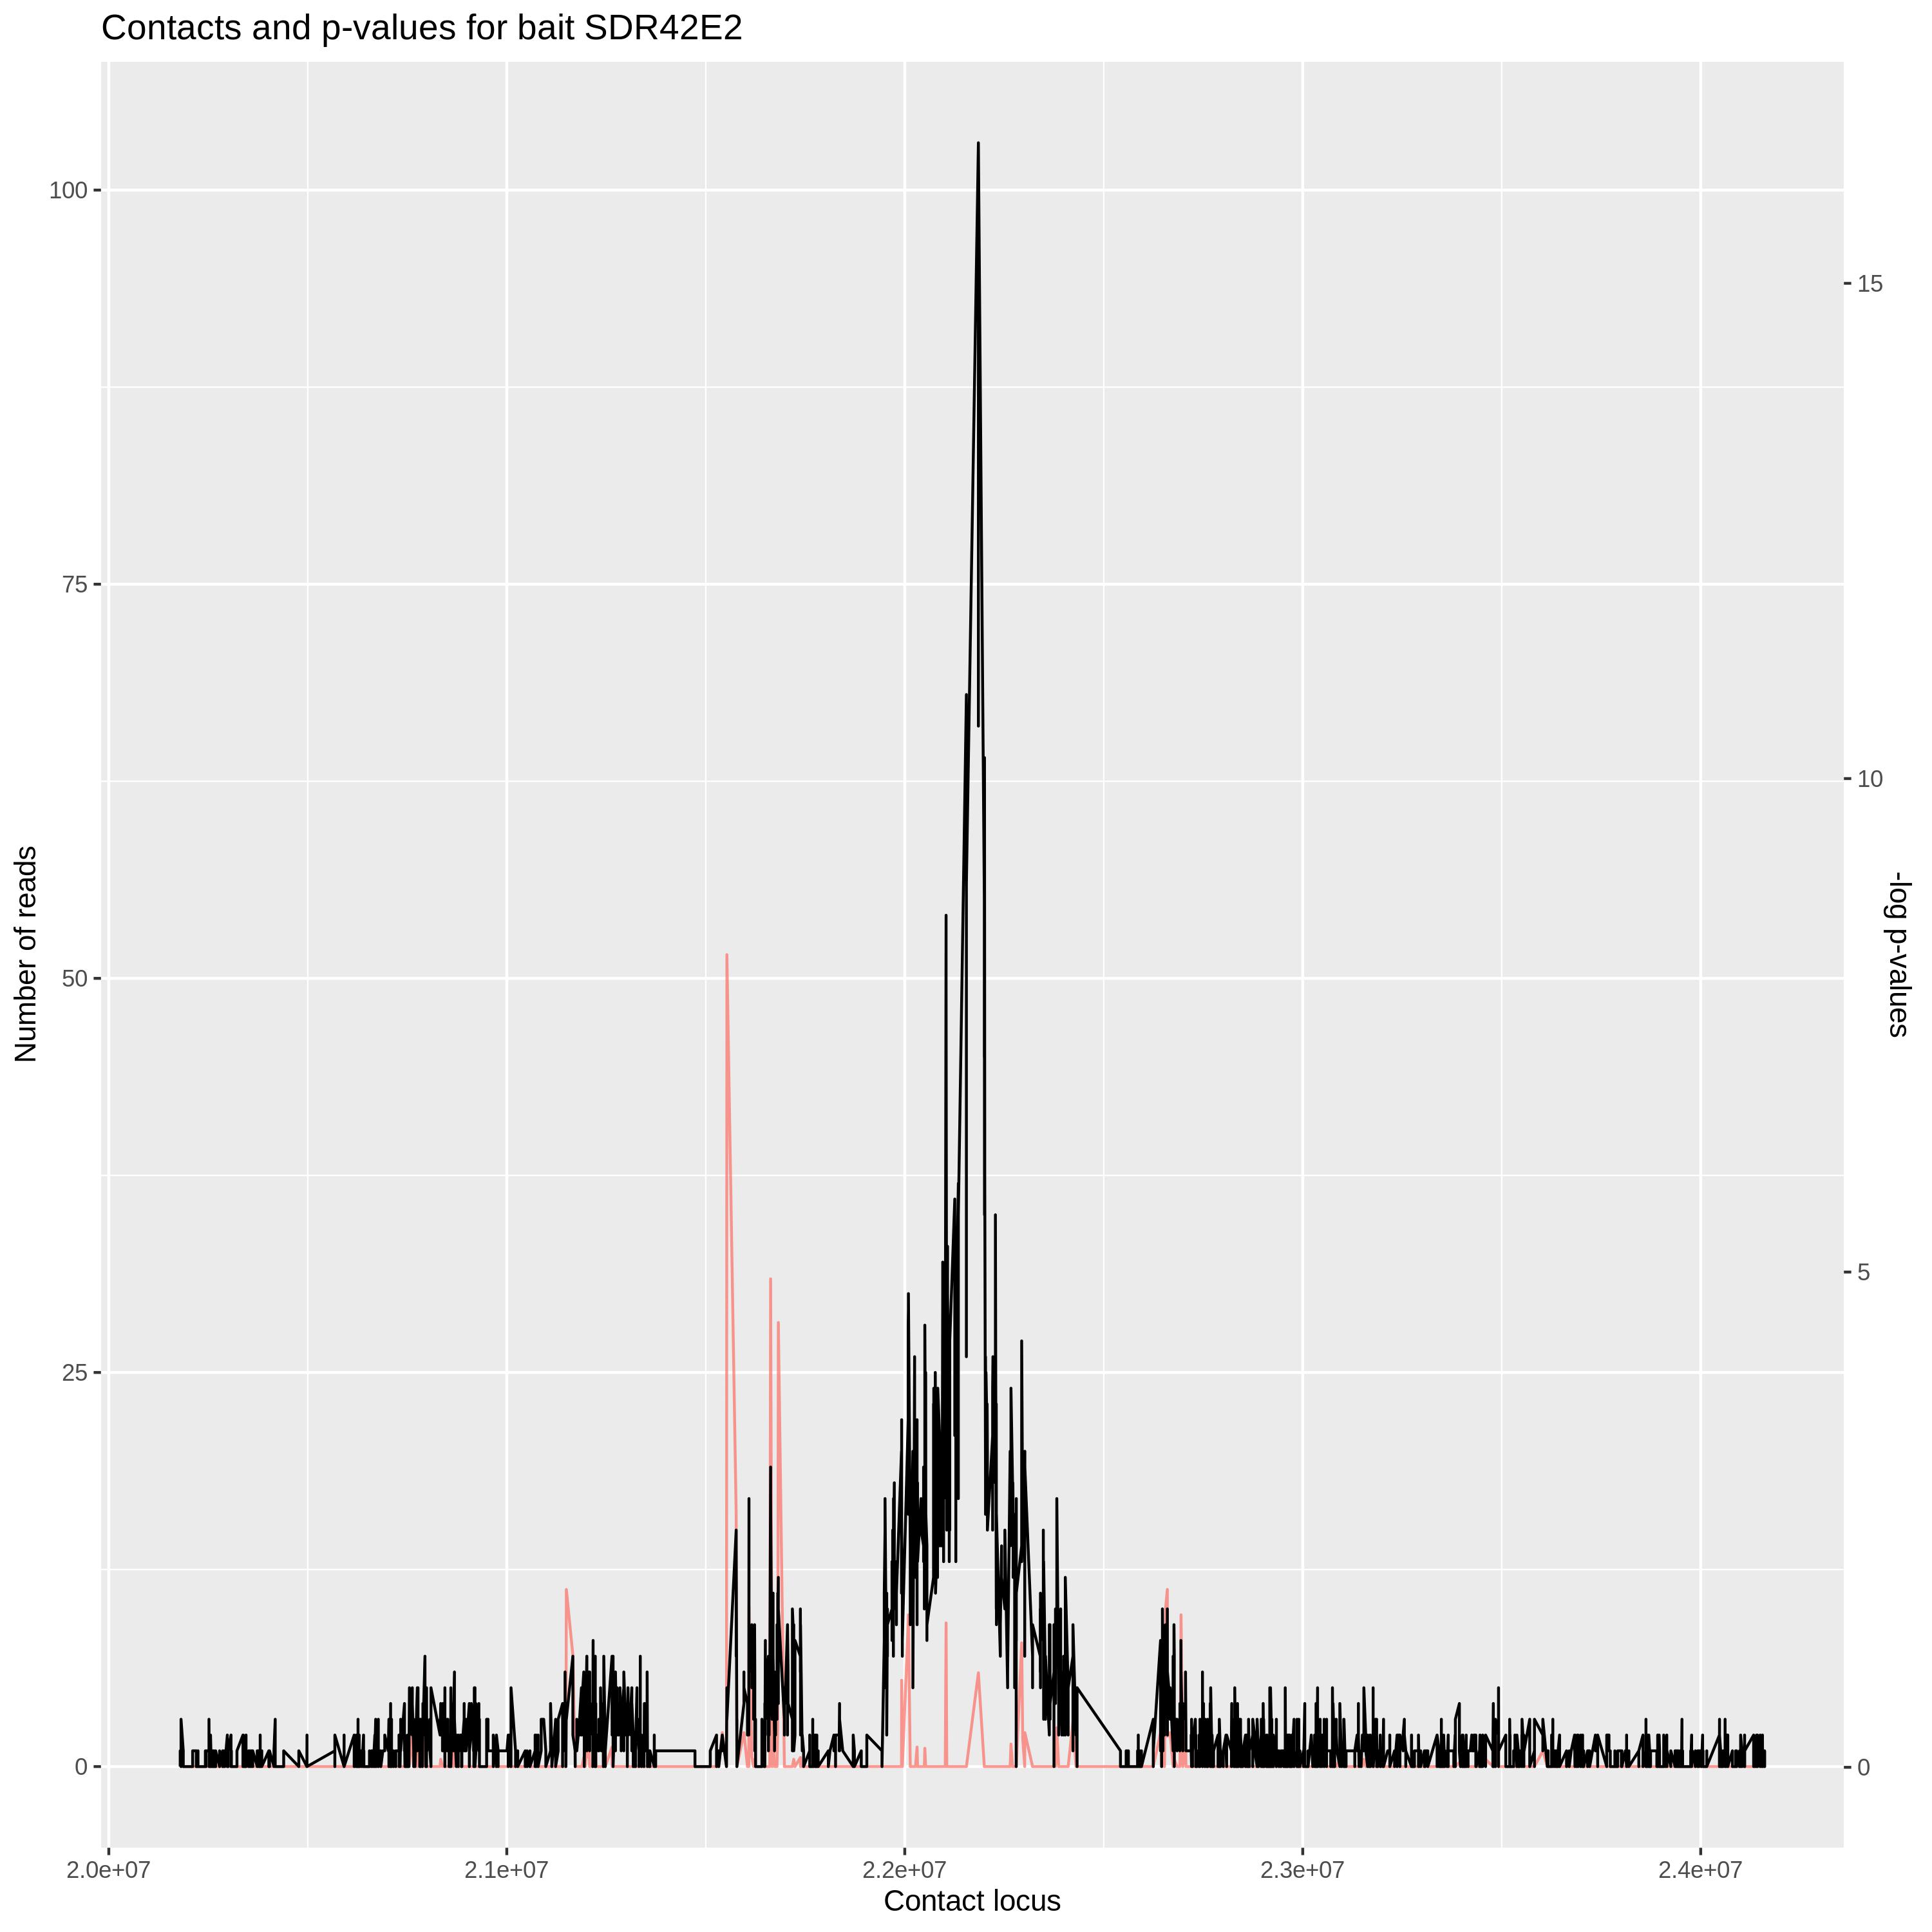 Contacts and p-values for bait SDR42E2
100
75
50
25
0
Number of reads
15
10
5
0
-log p-values
2.0e+07 2.1e+07 2.2e+07 2.3e+07 2.4e+07
Contact locus